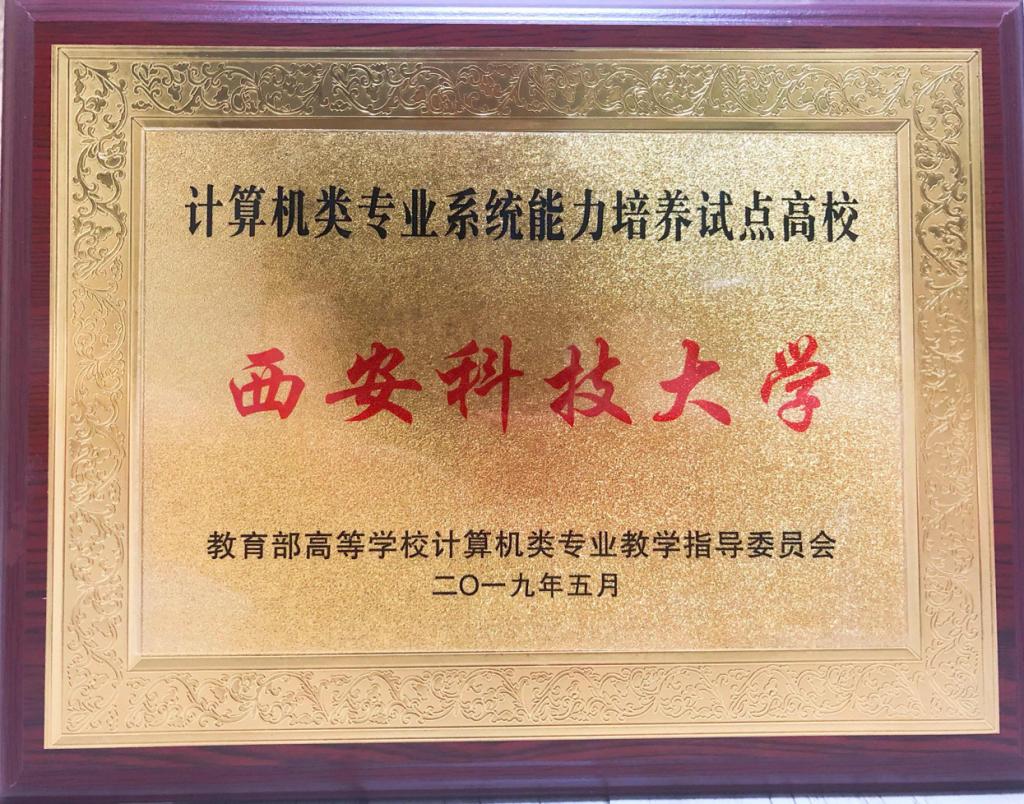 计算机类专业系统能力培养试点高校
西安科技大学
教育部高等学校计算机类专业教学指导委员会
二〇一九年五月